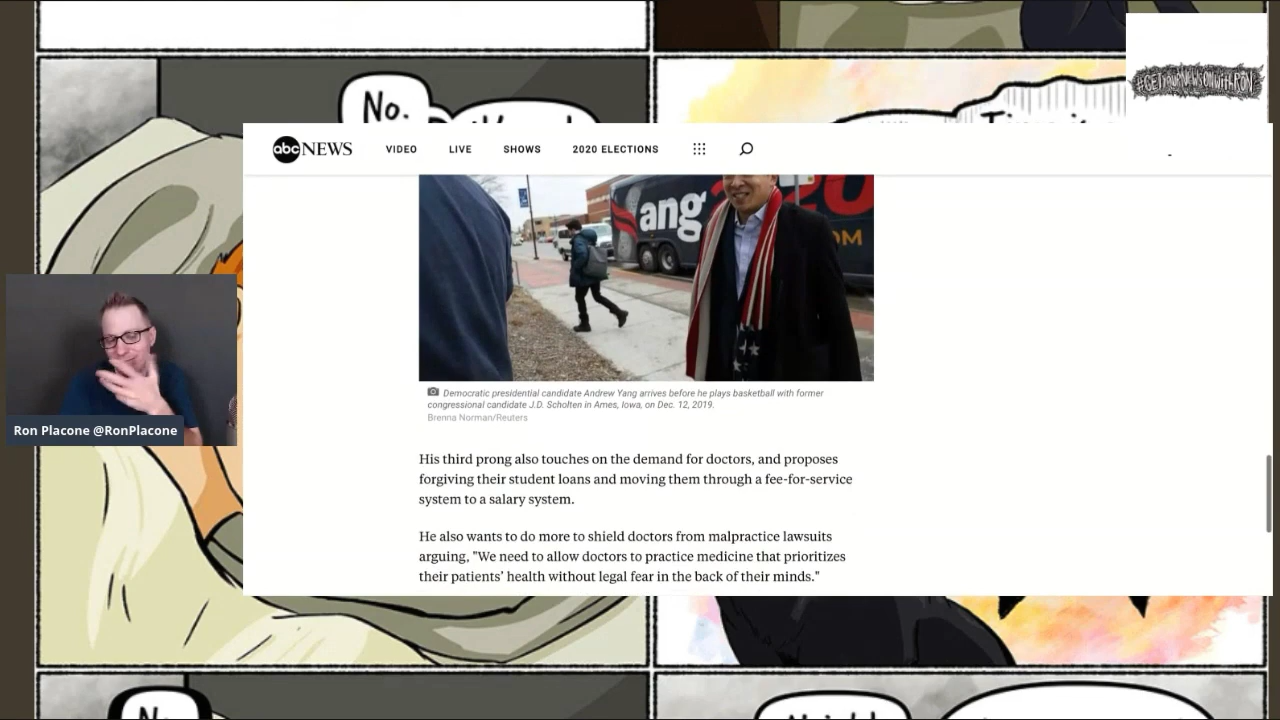 No.
#GETYOURNEWSONWITHRON
abc NEWS
VIDEO
LIVE
SHOWS
2020 ELECTIONS
ang
20
OM
Democratic presidential candidate Andrew Yang arrives before he plays basketball with former
congressional candidate J.D. Scholten in Ames, Iowa, on Dec. 12, 2019.
Brenna Norman/Reuters
Ron Placone @RonPlacone
His third prong also touches on the demand for doctors, and proposes
forgiving their student loans and moving them through a fee-for-service
system to a salary system.
He also wants to do more to shield doctors from malpractice lawsuits
arguing, "We need to allow doctors to practice medicine that prioritizes
their patients' health without legal fear in the back of their minds."